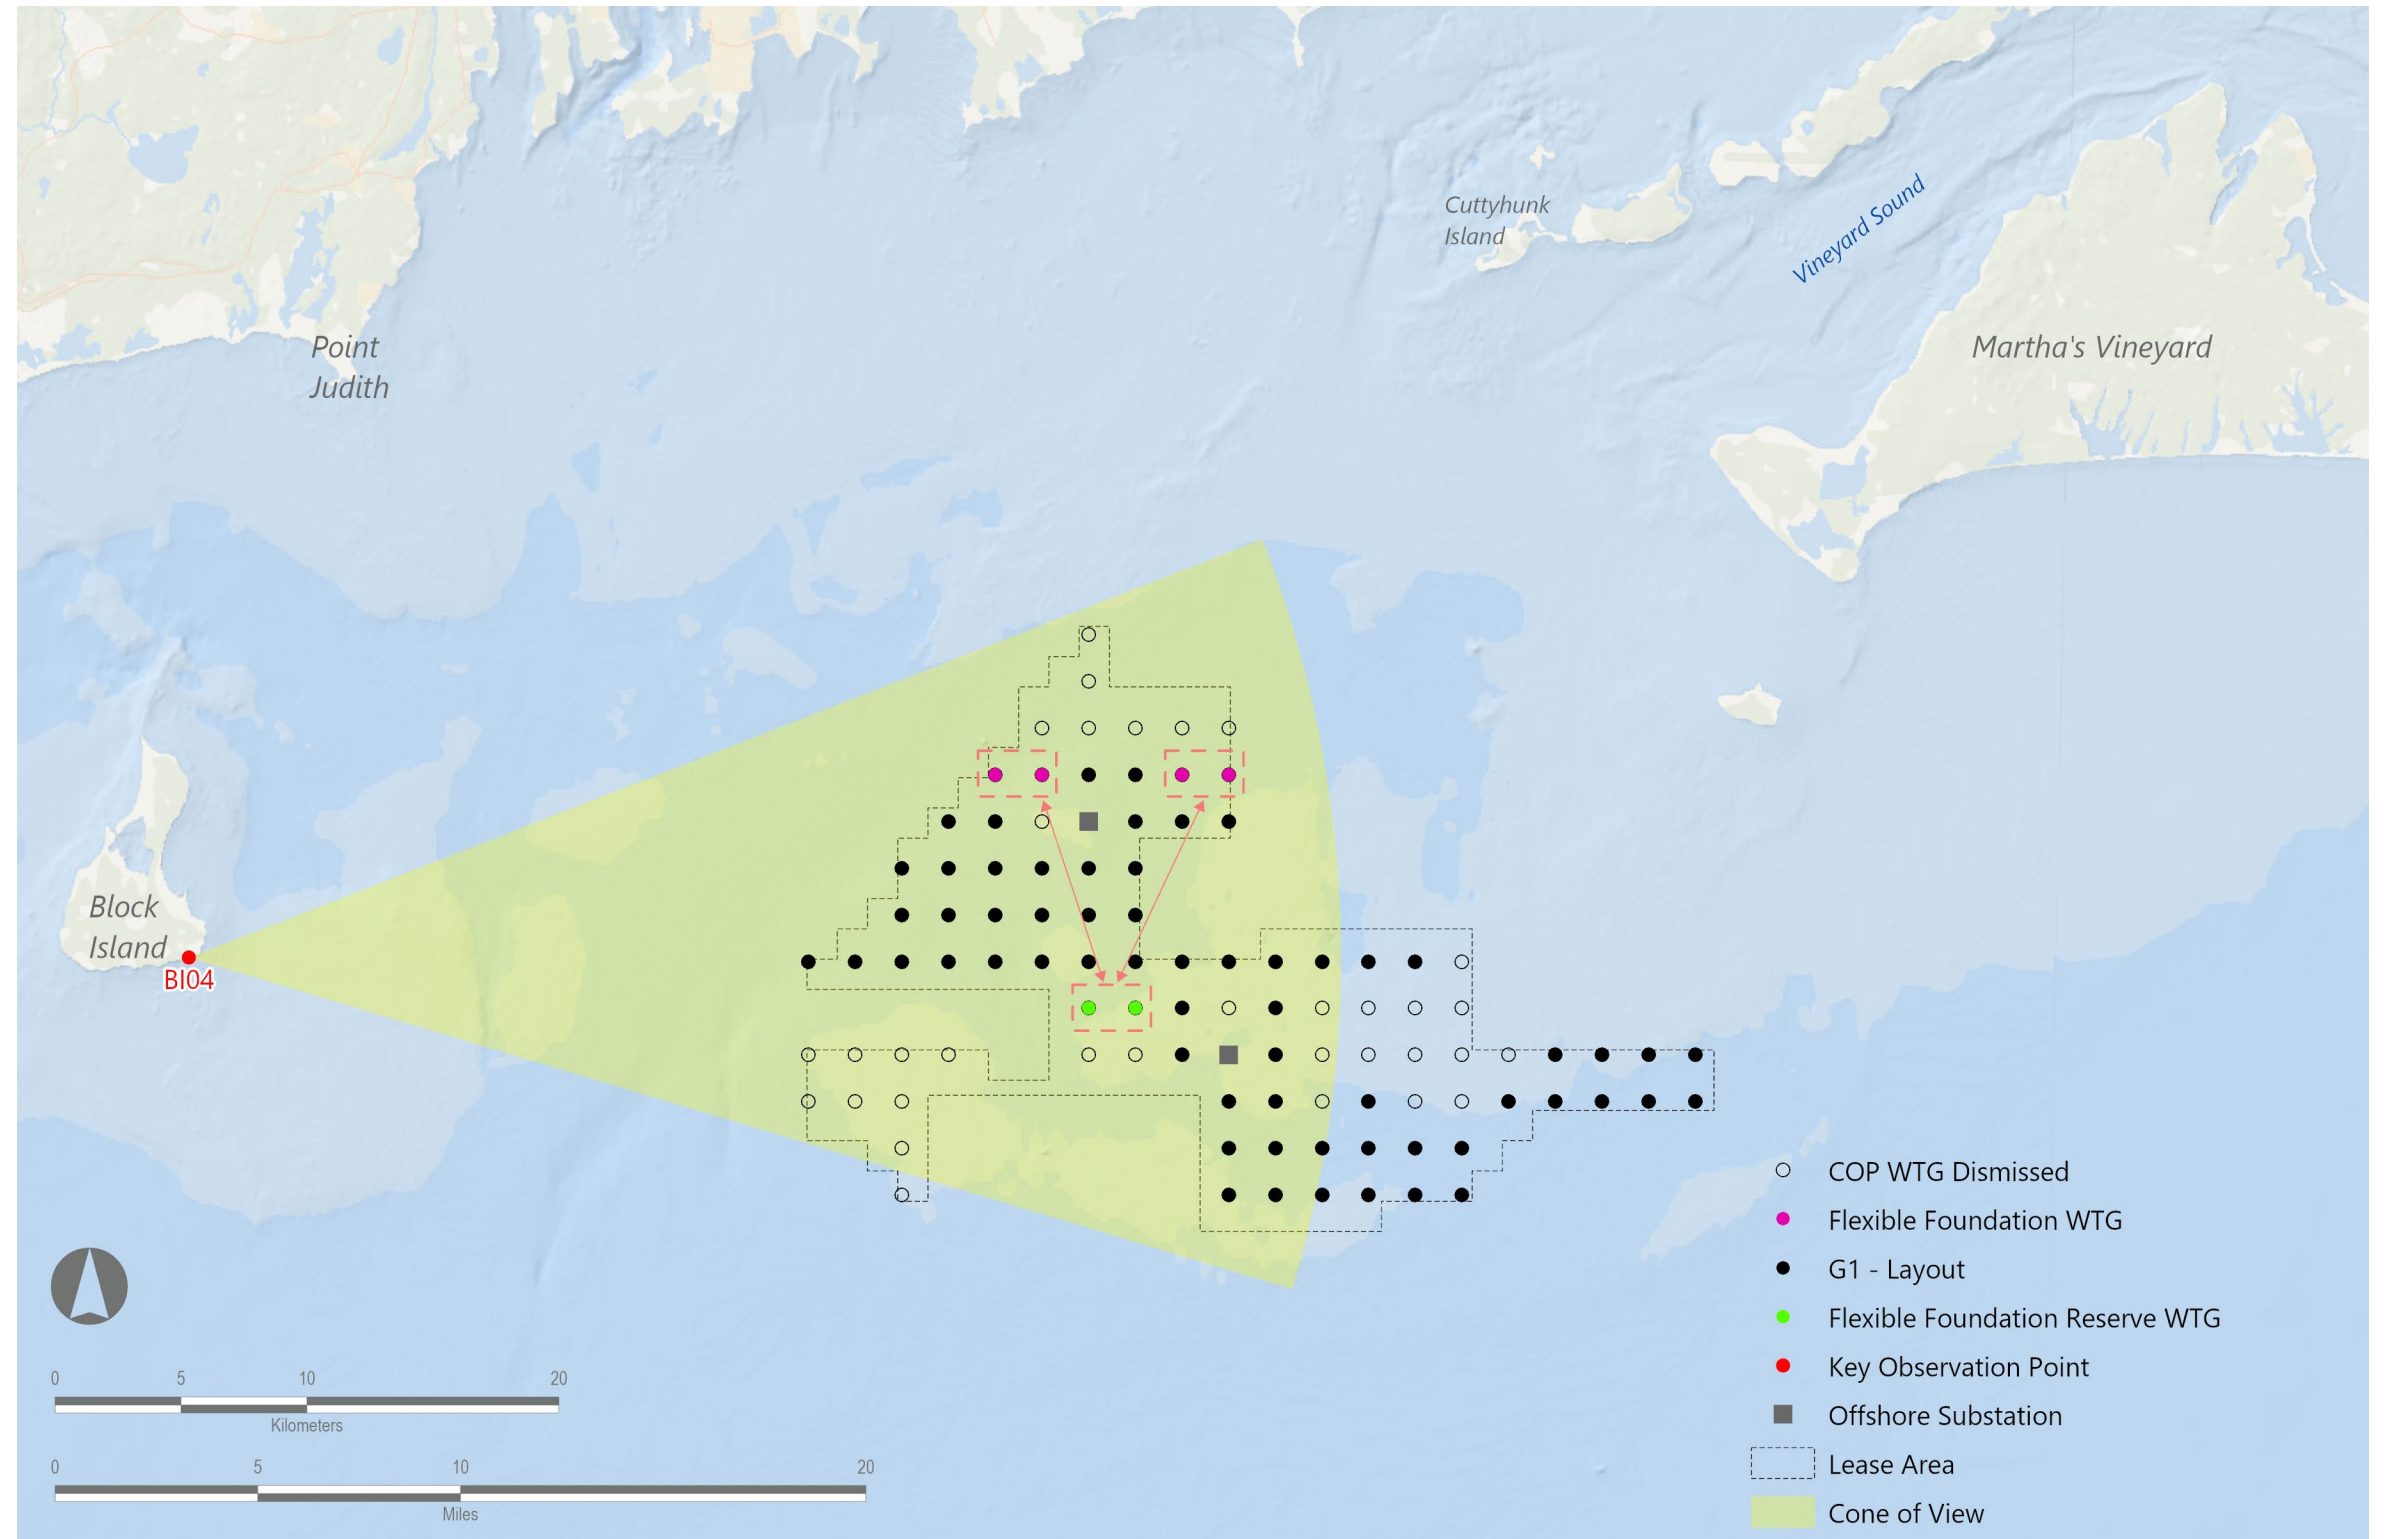 Cuttyhunk
Island
Vineyard Sound
Point
Judith
Martha's Vineyard
Block
Island
BI04
COP WTG Dismissed
Flexible Foundation WTG
G1 - Layout
Flexible Foundation Reserve WTG
Key Observation Point
Offshore Substation
Lease Area
Cone of View
0 5 10 20
Kilometers
0 5 10 20
Miles